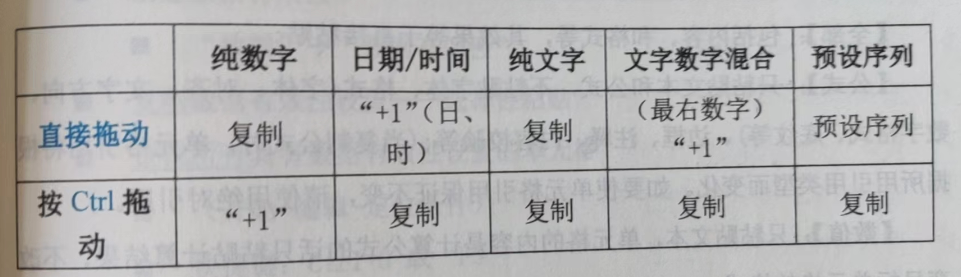 纯数字 日期/时间 纯文字 文字数字混合 预设序列
直接拖动 复制 “+1”(日、时) 复制 (最右数字)“+1” 预设序列
按 Ctrl 拖动 “+1” 复制 复制 复制 复制